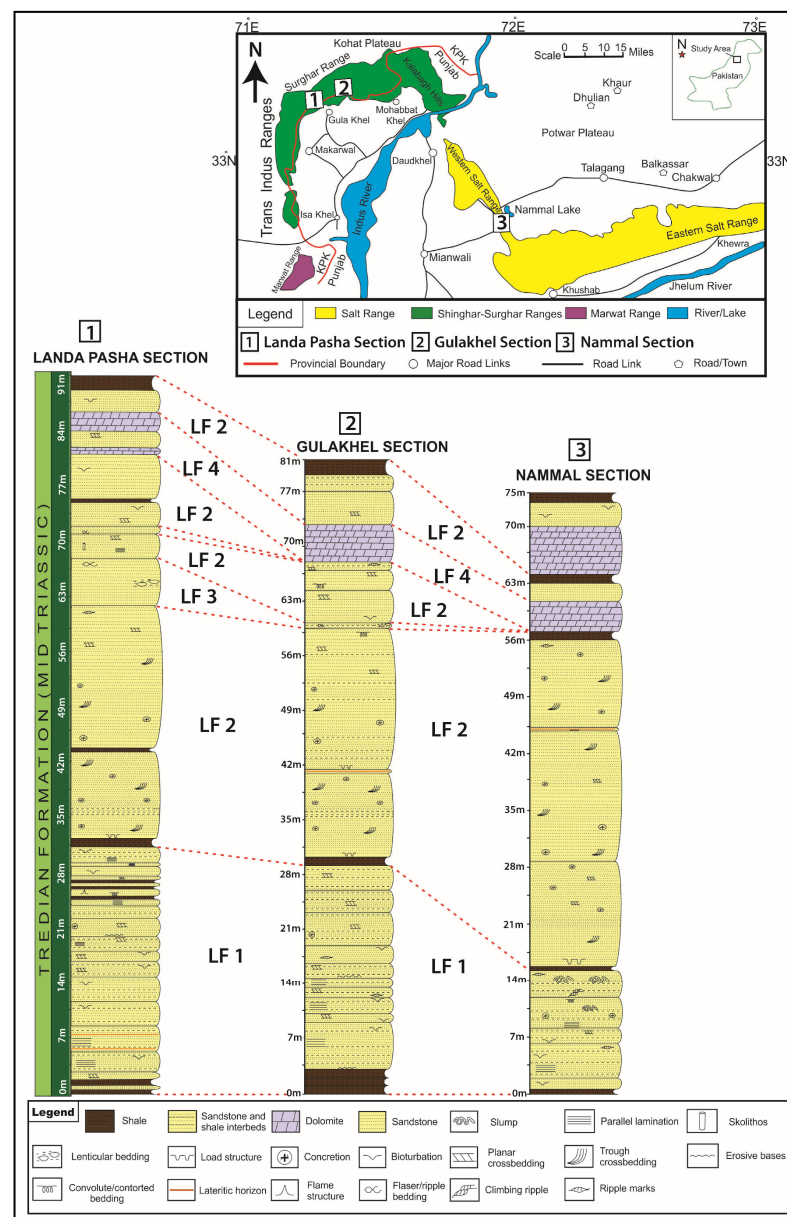 71E
72E
73E
N
Kohat Plateau
KPK
Punjab
Scale 0 5 10 15 Miles
N
Study Area
Pakistan
Surghar Range
Kalabagh Hills
Khaur
Dhulian
1
2
Gula Khel
Mohabbat
Khel
Potwar Plateau
Trans Indus Ranges
33N
33N
Makarwal
Daudkhel
Western Salt Range
Talagang
Balkassar
Chakwal
Isa Khel
Indus River
Nammal Lake
3
Eastern Salt Range
Marwat Range
KPK
Punjab
Mianwali
Khewra
Khushab
Jhelum River
Legend
Salt Range
Shinghar-Surghar Ranges
Marwat Range
River/Lake
1 Landa Pasha Section
2 Gulakhel Section
3 Nammal Section
Provincial Boundary
Major Road Links
Road Link
Road/Town
1
LANDA PASHA SECTION
2
GULAKHEL SECTION
3
NAMMAL SECTION
TREDIAN FORMATION (MID TRIASSIC)
91m
84m
77m
70m
63m
56m
49m
42m
35m
28m
21m
14m
7m
0m
LF 2
LF 4
LF 2
LF 2
LF 3
LF 2
LF 1
81m
77m
70m
63m
56m
49m
42m
35m
28m
21m
14m
7m
0m
LF 2
LF 4
LF 2
LF 2
LF 1
75m
70m
63m
56m
49m
42m
35m
28m
21m
14m
7m
0m
Legend
Shale
Sandstone and
shale interbeds
Dolomite
Sandstone
Slump
Parallel lamination
Skolithos
Lenticular bedding
Load structure
Concretion
Bioturbation
Planar
crossbedding
Trough
crossbedding
Erosive bases
Convolute/contorted
bedding
Lateritic horizon
Flame
structure
Flaser/ripple
bedding
Climbing ripple
Ripple marks